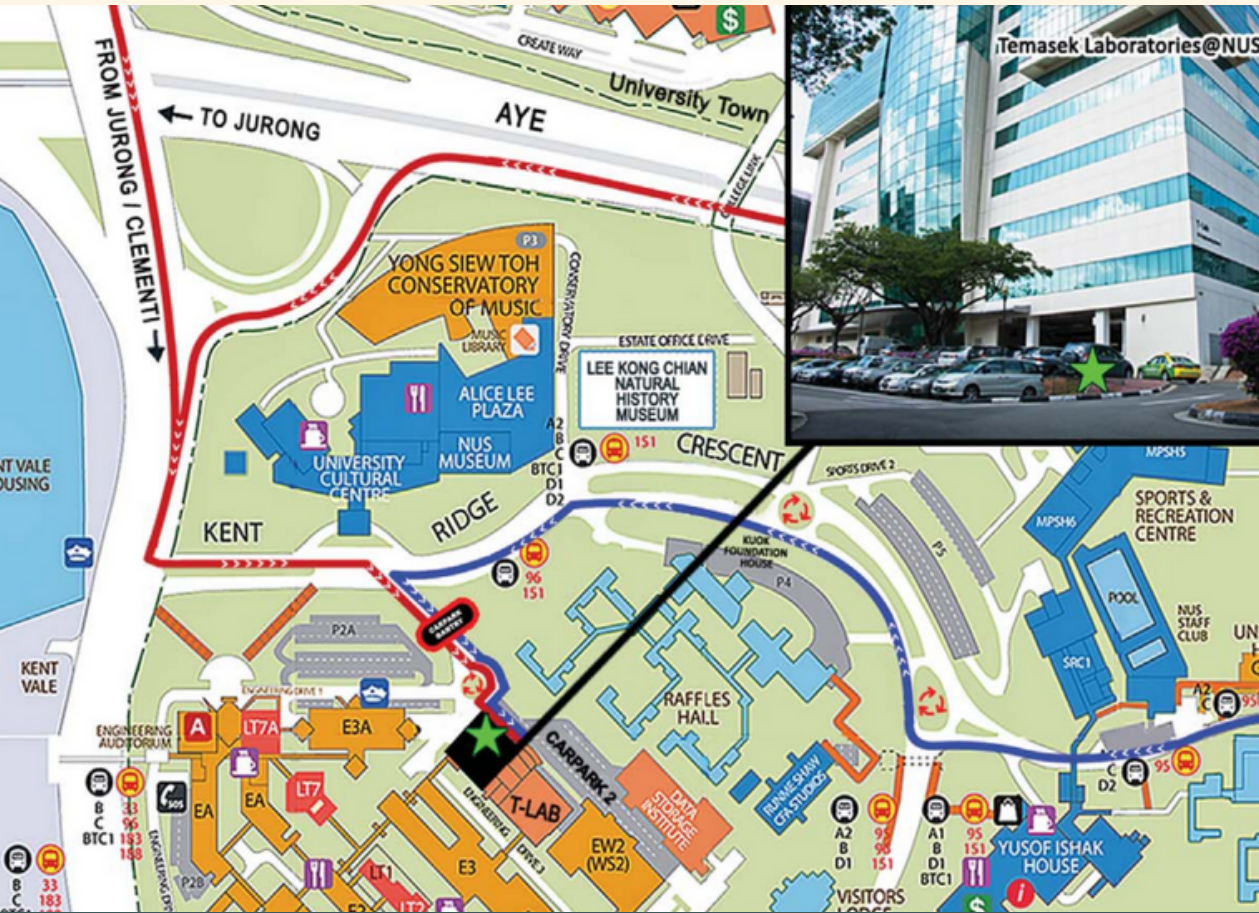 CREATE WAY
University Town
Temasek Laboratories@NUS
FROM JURONG / CLEMENTI
TO JURONG
AYE
P3
YONG SIEW TOH
CONSERVATORY
OF MUSIC
MUSIC
LIBRARY
CONSERVATORY DRIVE
ESTATE OFFICE DRIVE
LEE KONG CHIAN
NATURAL
HISTORY
MUSEUM
ALICE LEE
PLAZA
NUS
MUSEUM
UNIVERSITY
CULTURAL
CENTRE
A2
B
C
BTC1
D1
D2
151
KENT
RIDGE
CRESCENT
SPORTS DRIVE 2
MPSH5
MPSH6
SPORTS &
RECREATION
CENTRE
P5
KUOK
FOUNDATION
HOUSE
P4
POOL
NUS
STAFF
CLUB
SRC1
96
151
CARPARK
P2A
KENT
VALE
ENGINEERING DRIVE 1
ENGINEERING
AUDITORIUM
A
LT7A
E3A
RAFFLES
HALL
A2
C
95
C
D2
CARPARK 2
LT7
T-LAB
ENGINEERING
DRIVE 3
DATA
STORAGE
INSTITUTE
RUNME SHAW
CFA STUDIOS
EA
EA
SOS
B
C
BTC1
33
96
183
188
EW2
(WS2)
E3
A2
B
D1
95
151
A1
B
D1
BTC1
95
151
YUSOF ISHAK
HOUSE
P2B
LT1
LT2
B
C
33
183
VISITORS
i
$
$